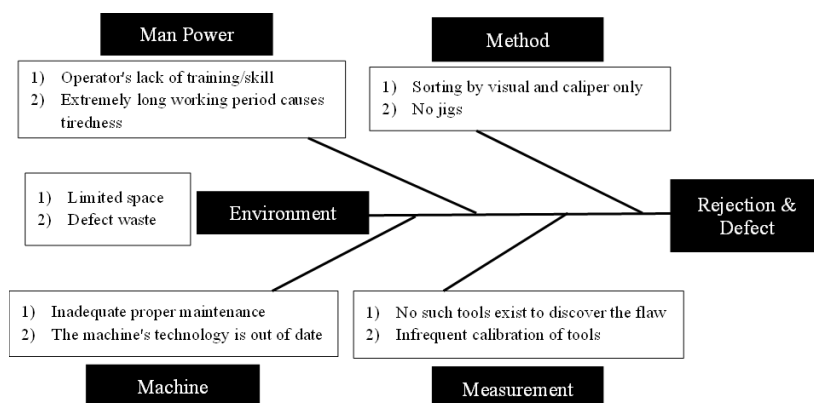 Man Power
1) Operator's lack of training/skill
2) Extremely long working period causes
tiredness
Method
1) Sorting by visual and caliper only
2) No jigs
1) Limited space
2) Defect waste
Environment
Rejection &
Defect
1) Inadequate proper maintenance
2) The machine's technology is out of date
Machine
1) No such tools exist to discover the flaw
2) Infrequent calibration of tools
Measurement